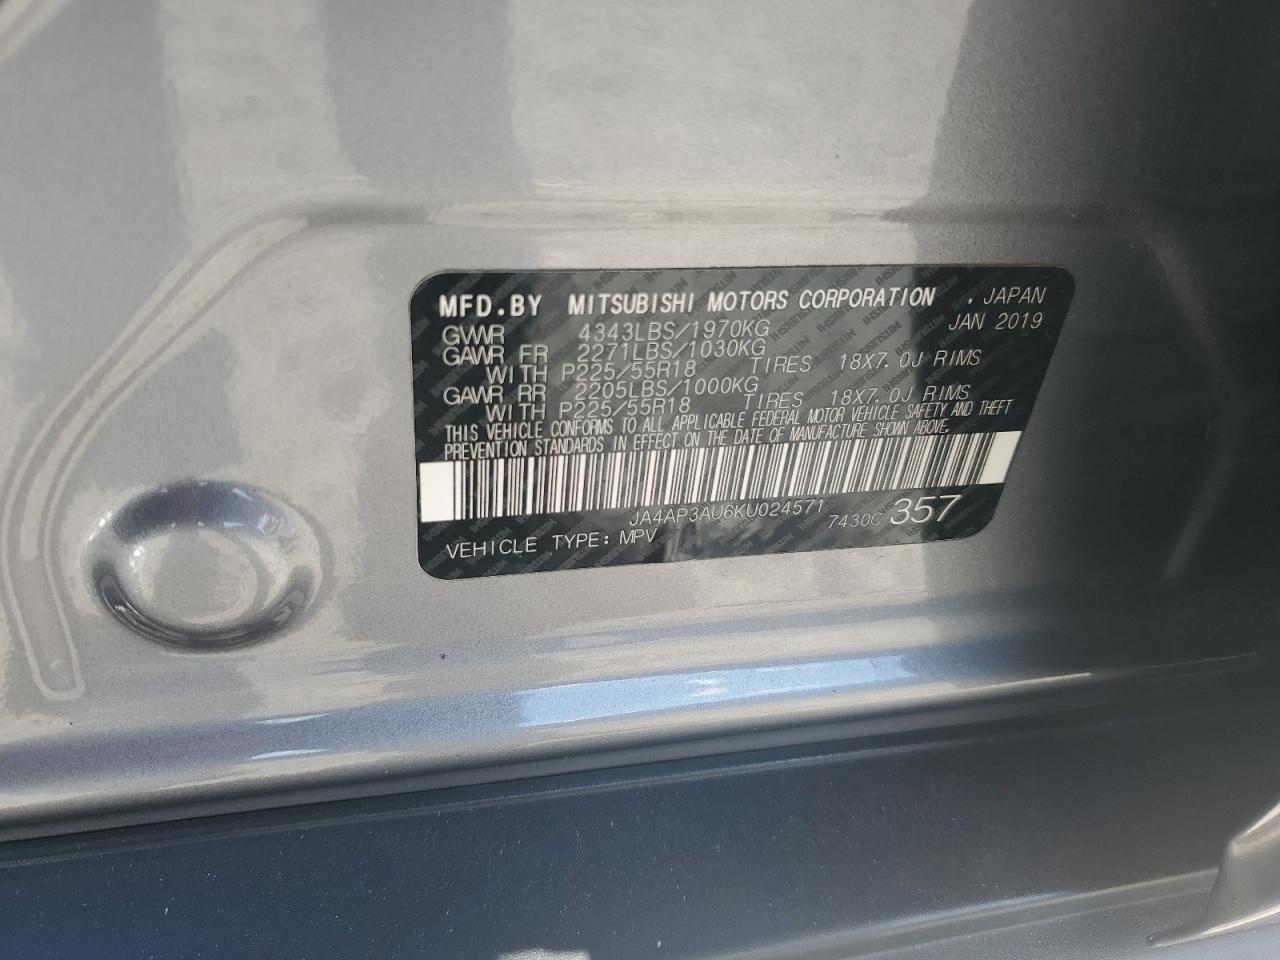 MFD.BY MITSUBISHI MOTORS CORPORATION , JAPAN
GVWR 4343LBS/1970KG JAN 2019
GAWR FR 2271LBS/1030KG
WITH P225/55R18 TIRES 18X7.0J RIMS
GAWR RR 2205LBS/1000KG
WITH P225/55R18 TIRES 18X7.0J RIMS
THIS VEHICLE CONFORMS TO ALL APPLICABLE FEDERAL MOTOR VEHICLE SAFETY AND THEFT
PREVENTION STANDARDS IN EFFECT ON THE DATE OF MANUFACTURE SHOWN ABOVE.
JA4AP3AU6KU024571 7430C 357
VEHICLE TYPE: MPV